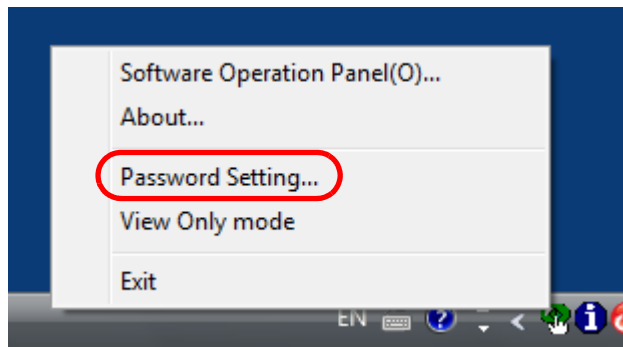 Software Operation Panel(O)...
About...
Password Setting...
View Only mode
Exit
EN ? < i